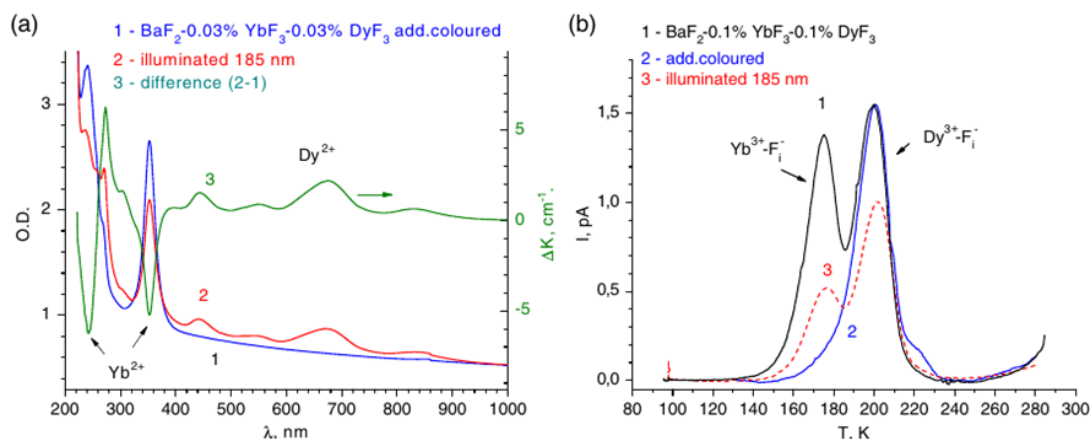 (a)
1 - BaF2-0.03% YbF3-0.03% DyF3 add.coloured
2 - illuminated 185 nm
3 - difference (2-1)
O.D.
3
2
1
200 300 400 500 600 700 800 900 1000
λ, nm
5
0
-5
ΔK, cm-1.
Dy2+
3
2
1
Yb2+
(b)
1 - BaF2-0.1% YbF3-0.1% DyF3
2 - add.coloured
3 - illuminated 185 nm
I, pA
1,5
1,0
0,5
0,0
80 100 120 140 160 180 200 220 240 260 280 300
T, K
1
Yb3+-Fi-
Dy3+-Fi-
3
2